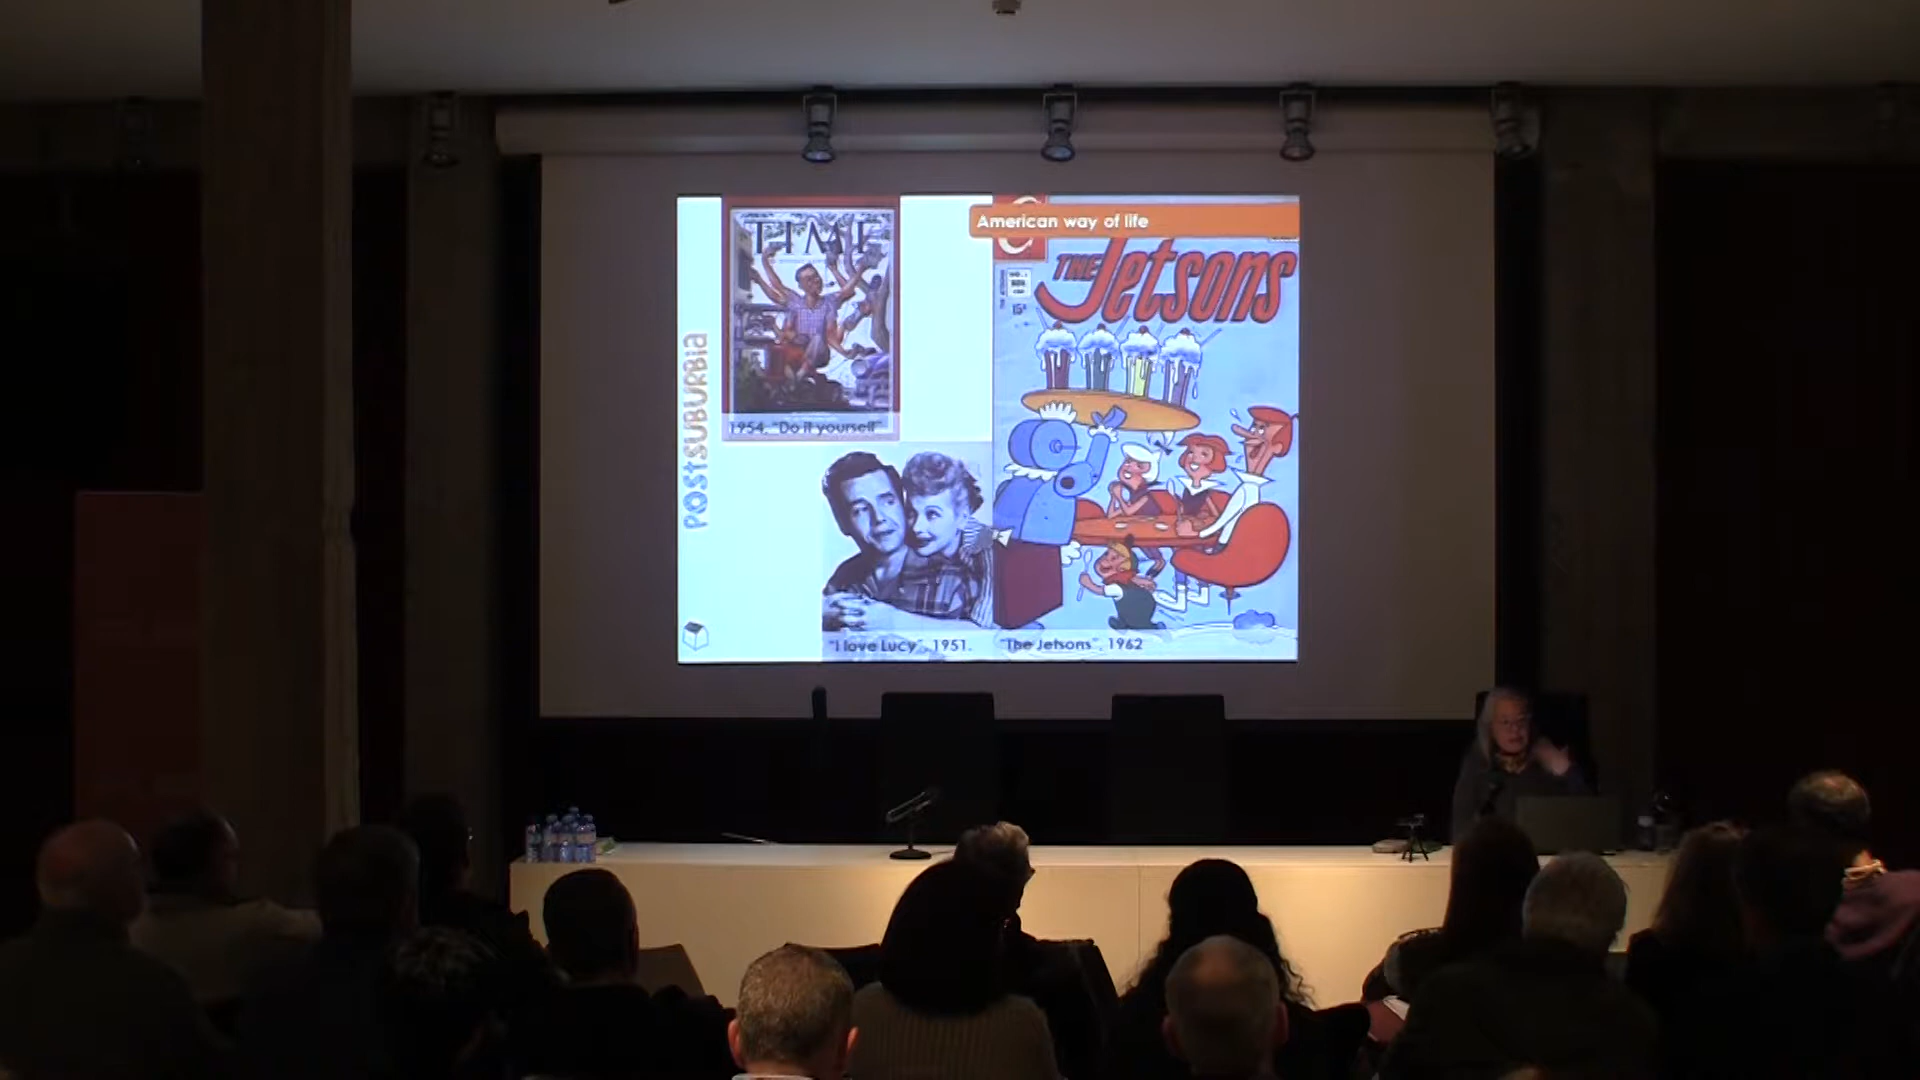 American way of life
TIME
THE Jetsons
15¢
POSTSUBURBIA
1954. "Do it yourself"
"I love Lucy", 1951.
"The Jetsons", 1962